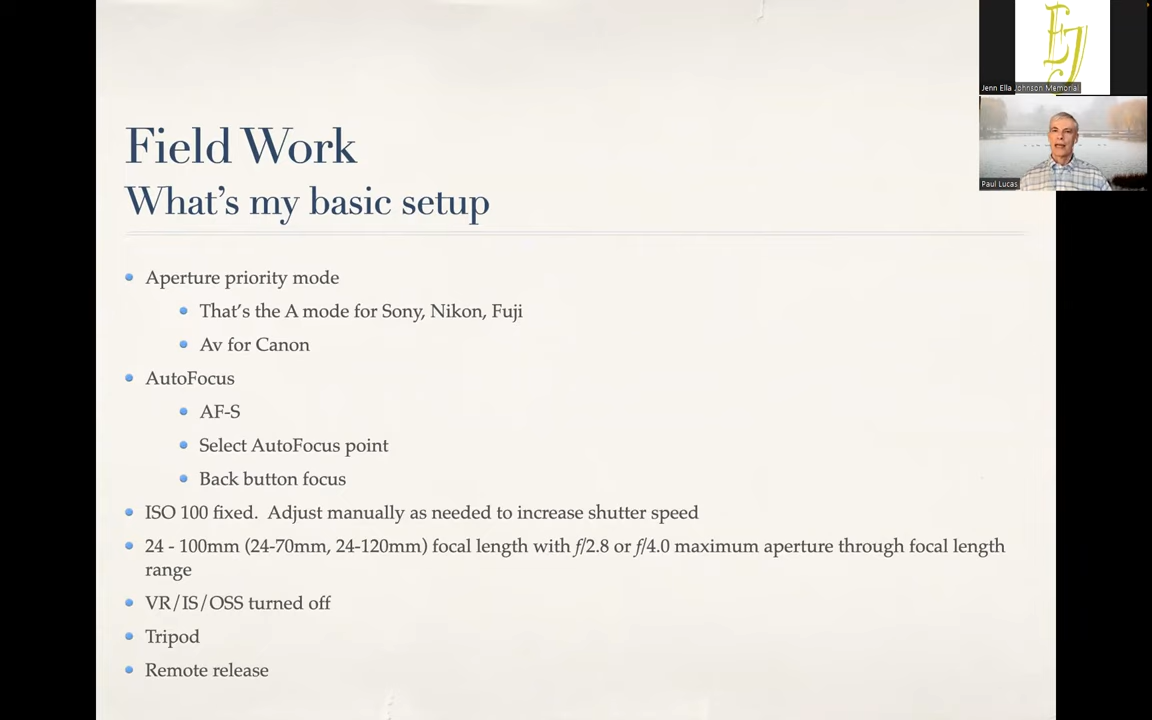 Field Work
What's my basic setup
Aperture priority mode
That's the A mode for Sony, Nikon, Fuji
Av for Canon
AutoFocus
AF-S
Select AutoFocus point
Back button focus
ISO 100 fixed.  Adjust manually as needed to increase shutter speed
24 - 100mm (24-70mm, 24-120mm) focal length with f/2.8 or f/4.0 maximum aperture through focal length
range
VR/IS/OSS turned off
Tripod
Remote release
EJ
Jenn Ella Johnson Memorial
Paul Lucas